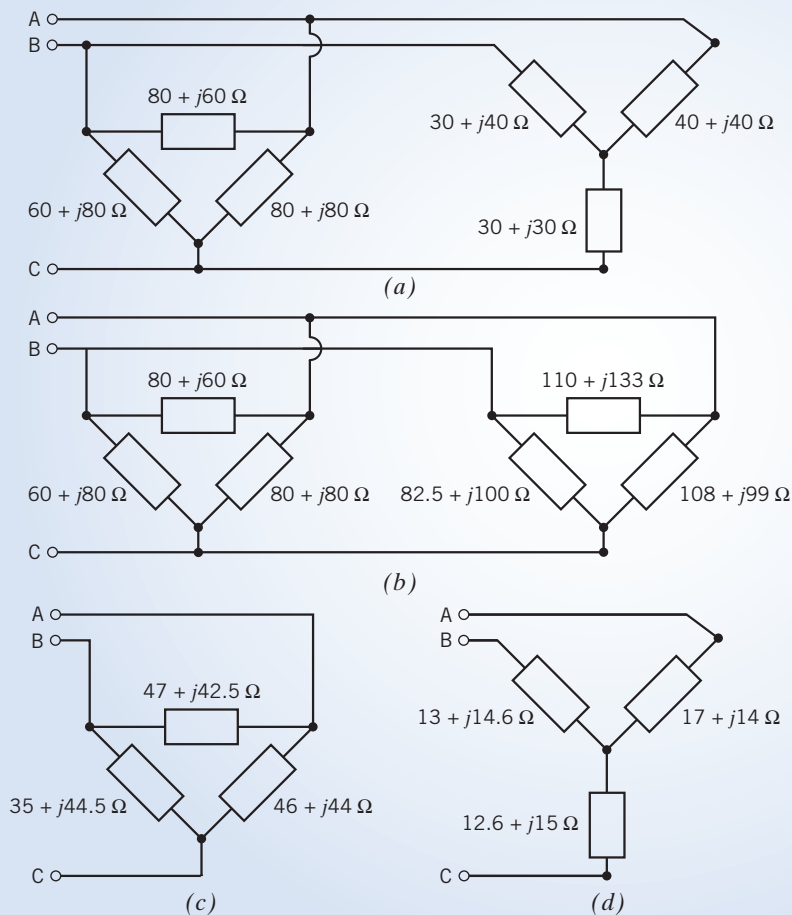 A
B
80 + j60 Ω
30 + j40 Ω
40 + j40 Ω
60 + j80 Ω
80 + j80 Ω
30 + j30 Ω
C
(a)
A
B
80 + j60 Ω
110 + j133 Ω
60 + j80 Ω
80 + j80 Ω
82.5 + j100 Ω
108 + j99 Ω
C
(b)
A
B
47 + j42.5 Ω
35 + j44.5 Ω
46 + j44 Ω
C
(c)
A
B
13 + j14.6 Ω
17 + j14 Ω
12.6 + j15 Ω
C
(d)